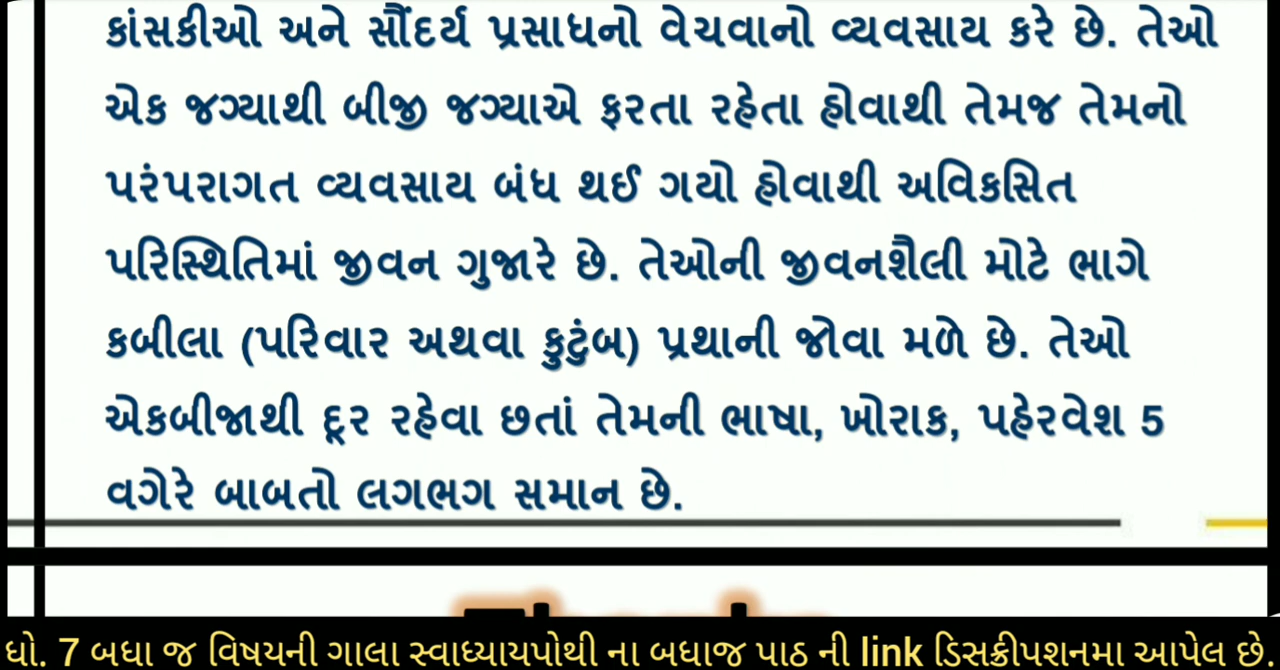 કાંસકીઓ અને સૌંદર્ય પ્રસાધનો વેચવાનો વ્યવસાય કરે છે. તેઓ
એક જગ્યાથી બીજી જગ્યાએ ફરતા રહેતા હોવાથી તેમજ તેમનો
પરંપરાગત વ્યવસાય બંધ થઈ ગયો હોવાથી અવિકસિત
પરિસ્થિતિમાં જીવન ગુજારે છે. તેઓની જીવનશૈલી મોટે ભાગે
કબીલા (પરિવાર અથવા કુટુંબ) પ્રથાની જોવા મળે છે. તેઓ
એકબીજાથી દૂર રહેવા છતાં તેમની ભાષા, ખોરાક, પહેરવેશ 5
વગેરે બાબતો લગભગ સમાન છે.
ધો. 7 બધા જ વિષયની ગાલા સ્વાધ્યાયપોથી ના બધાજ પાઠ ની link ડિસક્રીપશનમા આપેલ છે.